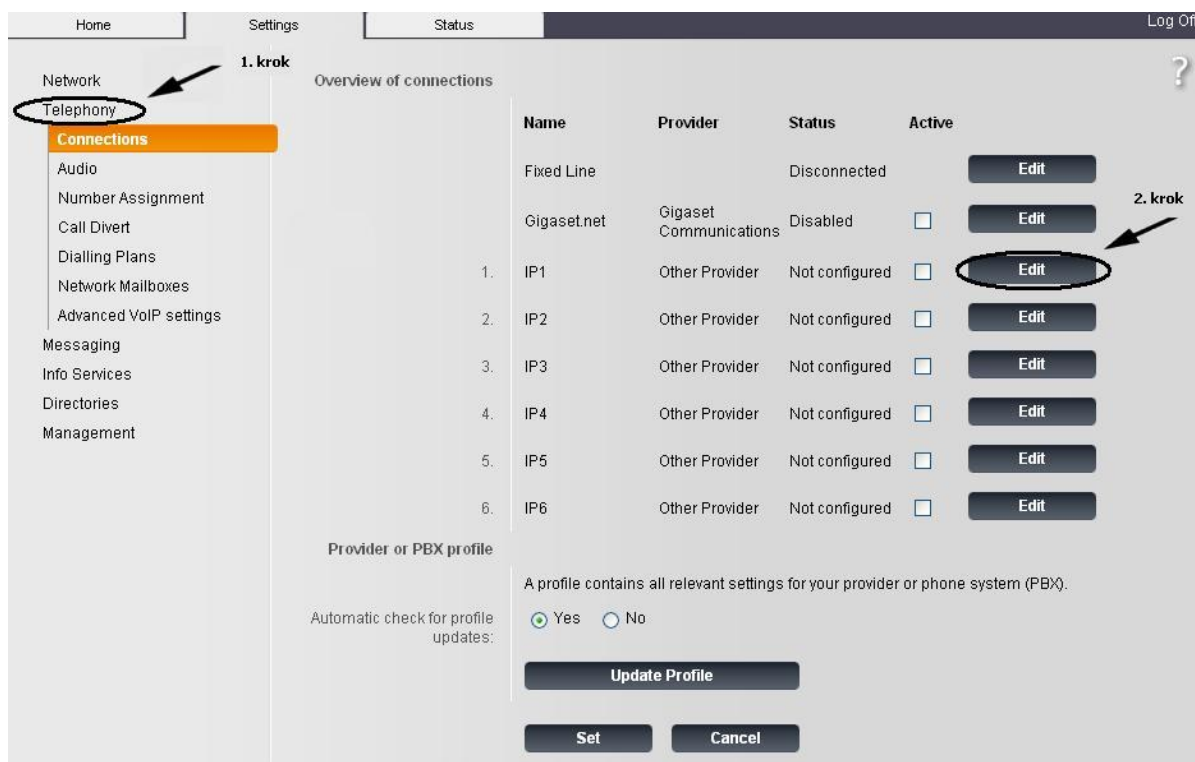 Home Settings Status Log Off
1. krok
Network
Telephony
Connections
Audio
Number Assignment
Call Divert
Dialling Plans
Network Mailboxes
Advanced VoIP settings
Messaging
Info Services
Directories
Management
Overview of connections
?
Name Provider Status Active
Fixed Line Disconnected Edit
2. krok
Gigaset.net Gigaset Communications Disabled Edit
1. IP1 Other Provider Not configured Edit
2. IP2 Other Provider Not configured Edit
3. IP3 Other Provider Not configured Edit
4. IP4 Other Provider Not configured Edit
5. IP5 Other Provider Not configured Edit
6. IP6 Other Provider Not configured Edit
Provider or PBX profile
A profile contains all relevant settings for your provider or phone system (PBX).
Automatic check for profile
updates:
Yes No
Update Profile
Set Cancel